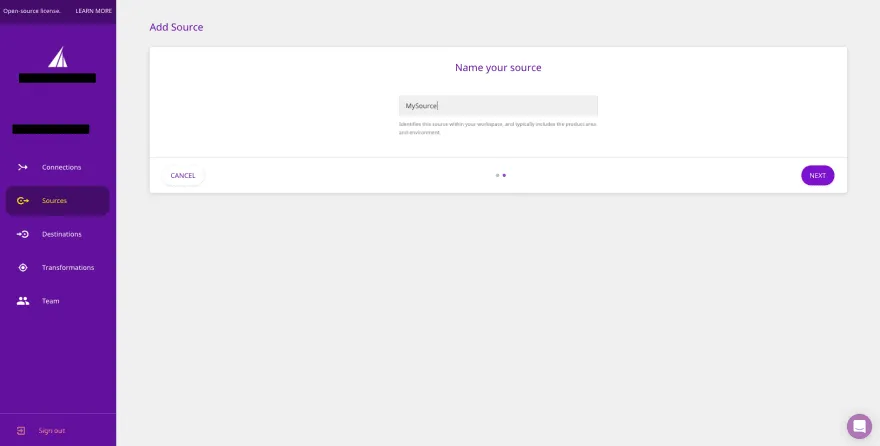 Open-source license. LEARN MORE
Add Source
Name your source
MySource
Identifies this source within your workspace, and typically includes the product area
and environment.
CANCEL
NEXT
Connections
Sources
Destinations
Transformations
Team
Sign out